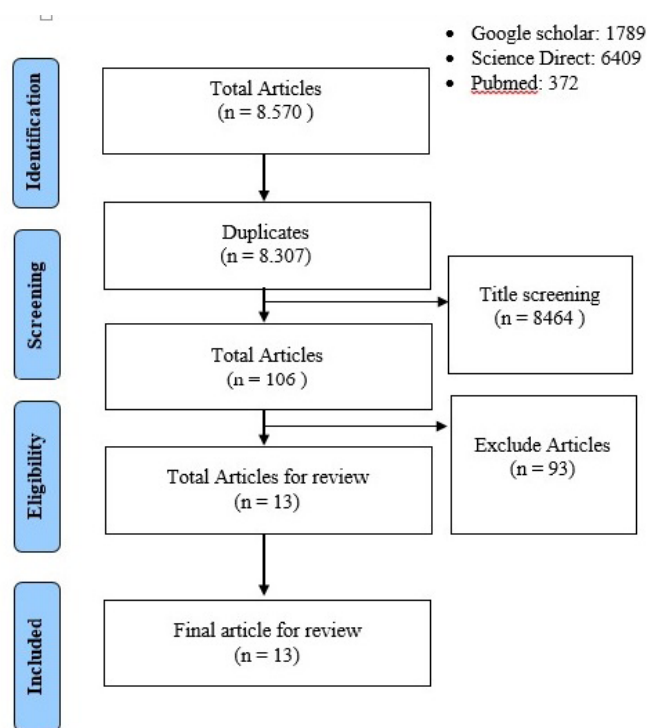 • Google scholar: 1789
• Science Direct: 6409
• Pubmed: 372
Identification
Total Articles
(n = 8.570 )
Duplicates
(n = 8.307)
Screening
Title screening
(n = 8464 )
Total Articles
(n = 106 )
Eligibility
Exclude Articles
(n = 93)
Total Articles for review
(n = 13)
Included
Final article for review
(n = 13)